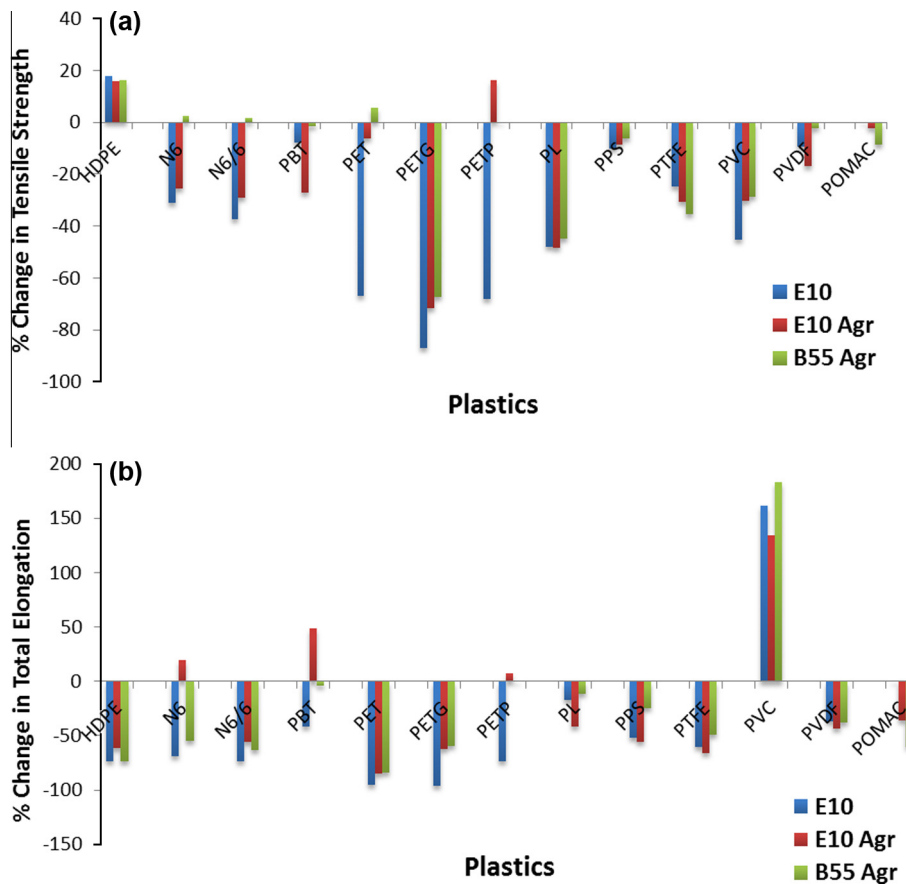 (a)
% Change in Tensile Strength
40
20
0
-20
-40
-60
-80
-100
HDPE
N6
N6/6
PBT
PET
PETG
PETP
PL
PPS
PTFE
PVC
PVDF
POMAC
E10
E10 Agr
B55 Agr
Plastics
(b)
% Change in Total Elongation
200
150
100
50
0
-50
-100
-150
HDPE
N6
N6/6
PBT
PET
PETG
PETP
PL
PPS
PTFE
PVC
PVDF
POMAC
E10
E10 Agr
B55 Agr
Plastics